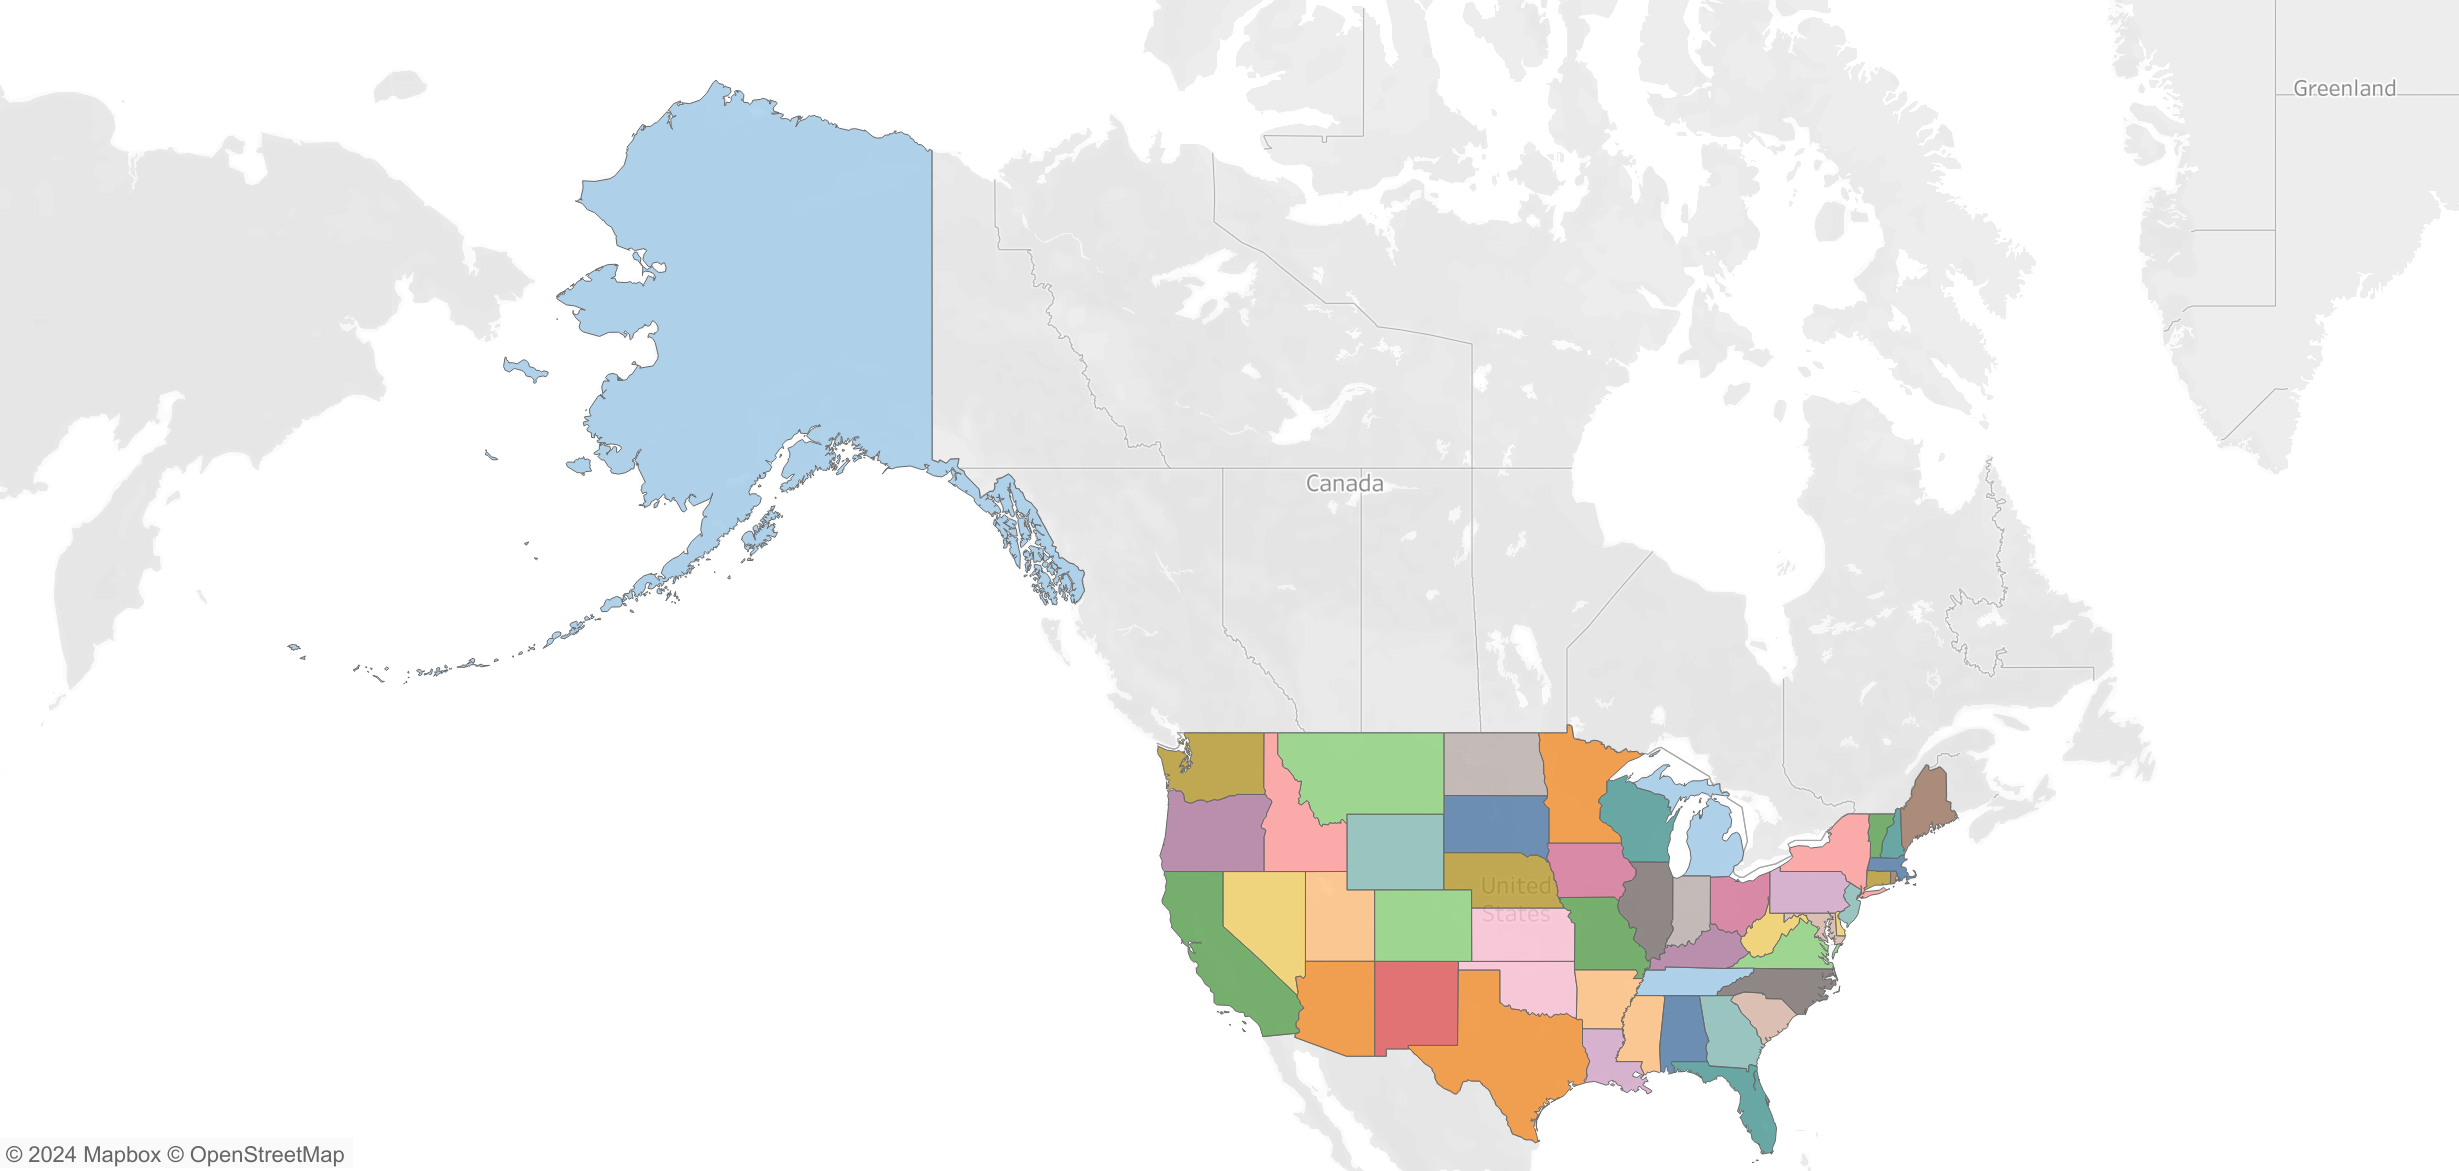 Greenland
Canada
United
States
© 2024 Mapbox © OpenStreetMap